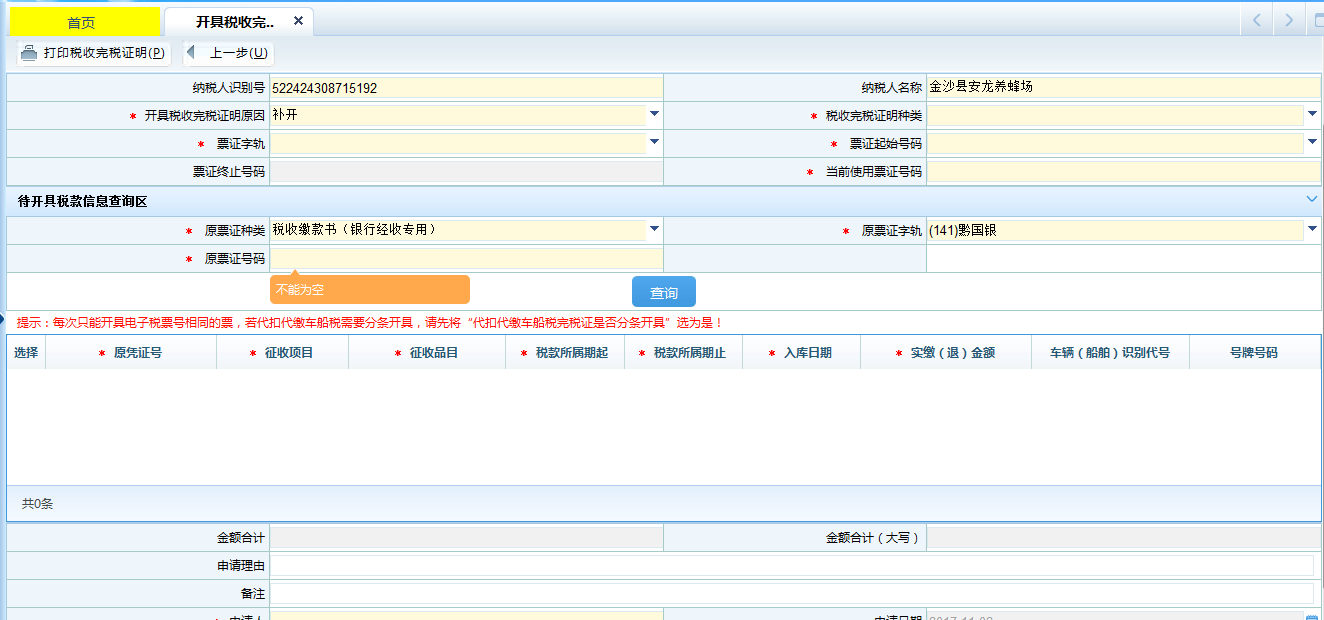 首页 开具税收完.. ×
打印税收完税证明(P) 上一步(U)
纳税人识别号 522424308715192 纳税人名称 金沙县安龙养蜂场
* 开具税收完税证明原因 补开 * 税收完税证明种类
* 票证字轨 * 票证起始号码
票证终止号码 * 当前使用票证号码
待开具税款信息查询区
* 原票证种类 税收缴款书（银行经收专用） * 原票证字轨 (141)黔国银
* 原票证号码
不能为空 查询
提示：每次只能开具电子税票号相同的票，若代扣代缴车船税需要分条开具，请先将“代扣代缴车船税完税证是否分条开具”选为是！
选择 * 原凭证号 * 征收项目 * 征收品目 * 税款所属期起 * 税款所属期止 * 入库日期 * 实缴（退）金额 车辆（船舶）识别代号 号牌号码
共0条
金额合计 金额合计（大写）
申请理由
备注
申请人 申请日期